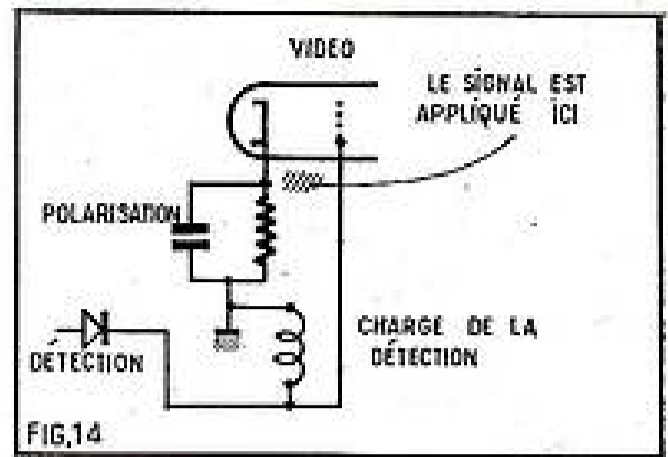 VIDEO
LE SIGNAL EST
APPLIQUÉ ICI
POLARISATION
DÉTECTION
CHARGE DE LA
DÉTECTION
FIG.14